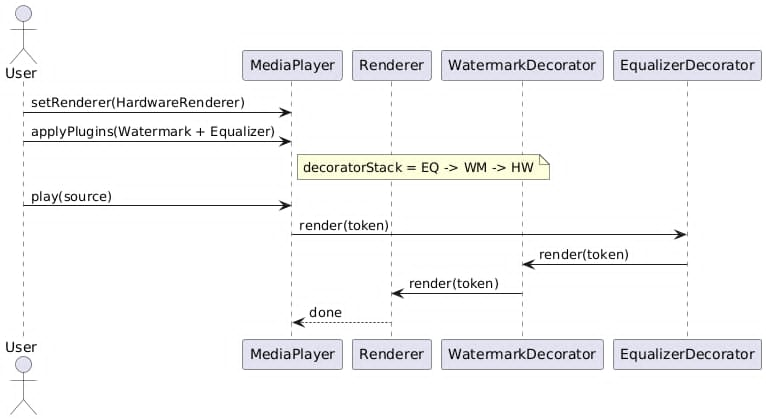 User
MediaPlayer
Renderer
WatermarkDecorator
EqualizerDecorator
setRenderer(HardwareRenderer)
applyPlugins(Watermark + Equalizer)
decoratorStack = EQ -> WM -> HW
play(source)
render(token)
render(token)
render(token)
done
User
MediaPlayer
Renderer
WatermarkDecorator
EqualizerDecorator